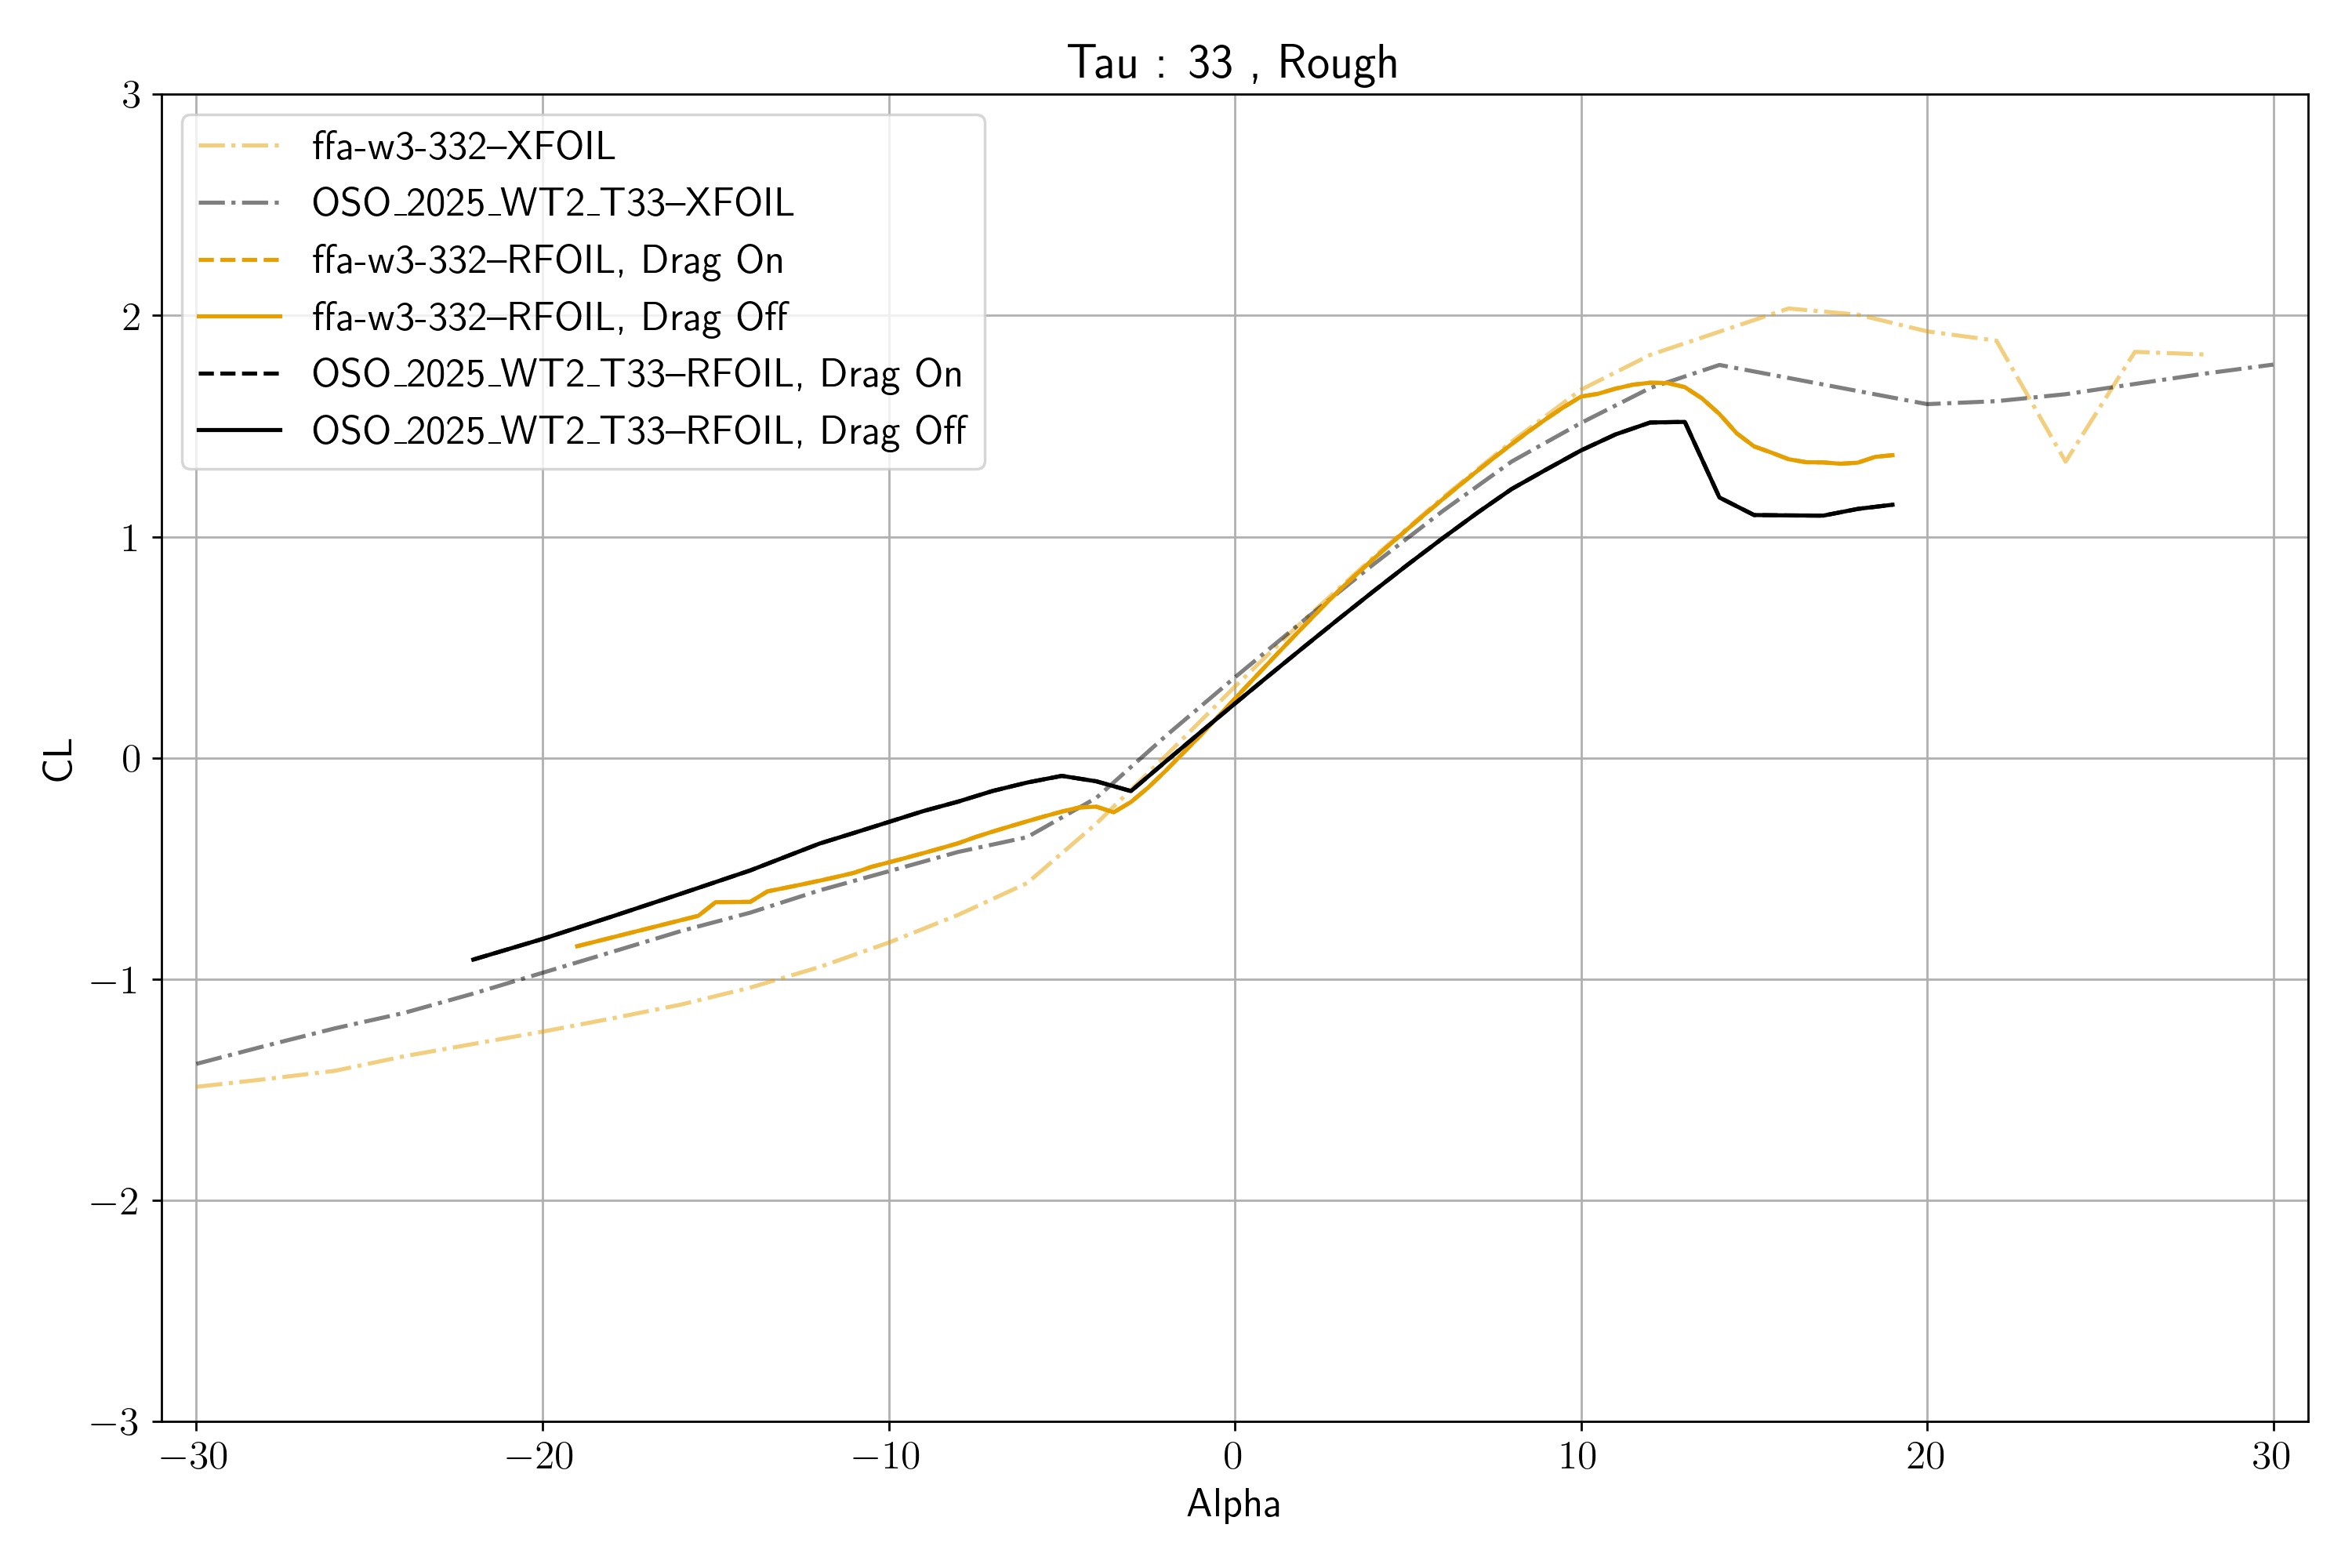 Tau : 33 , Rough
3
ffa-w3-332–XFOIL
OSO_2025_WT2_T33–XFOIL
ffa-w3-332–RFOIL, Drag On
ffa-w3-332–RFOIL, Drag Off
OSO_2025_WT2_T33–RFOIL, Drag On
OSO_2025_WT2_T33–RFOIL, Drag Off
2
1
0
−1
−2
−3
CL
−30 −20 −10 0 10 20 30
Alpha